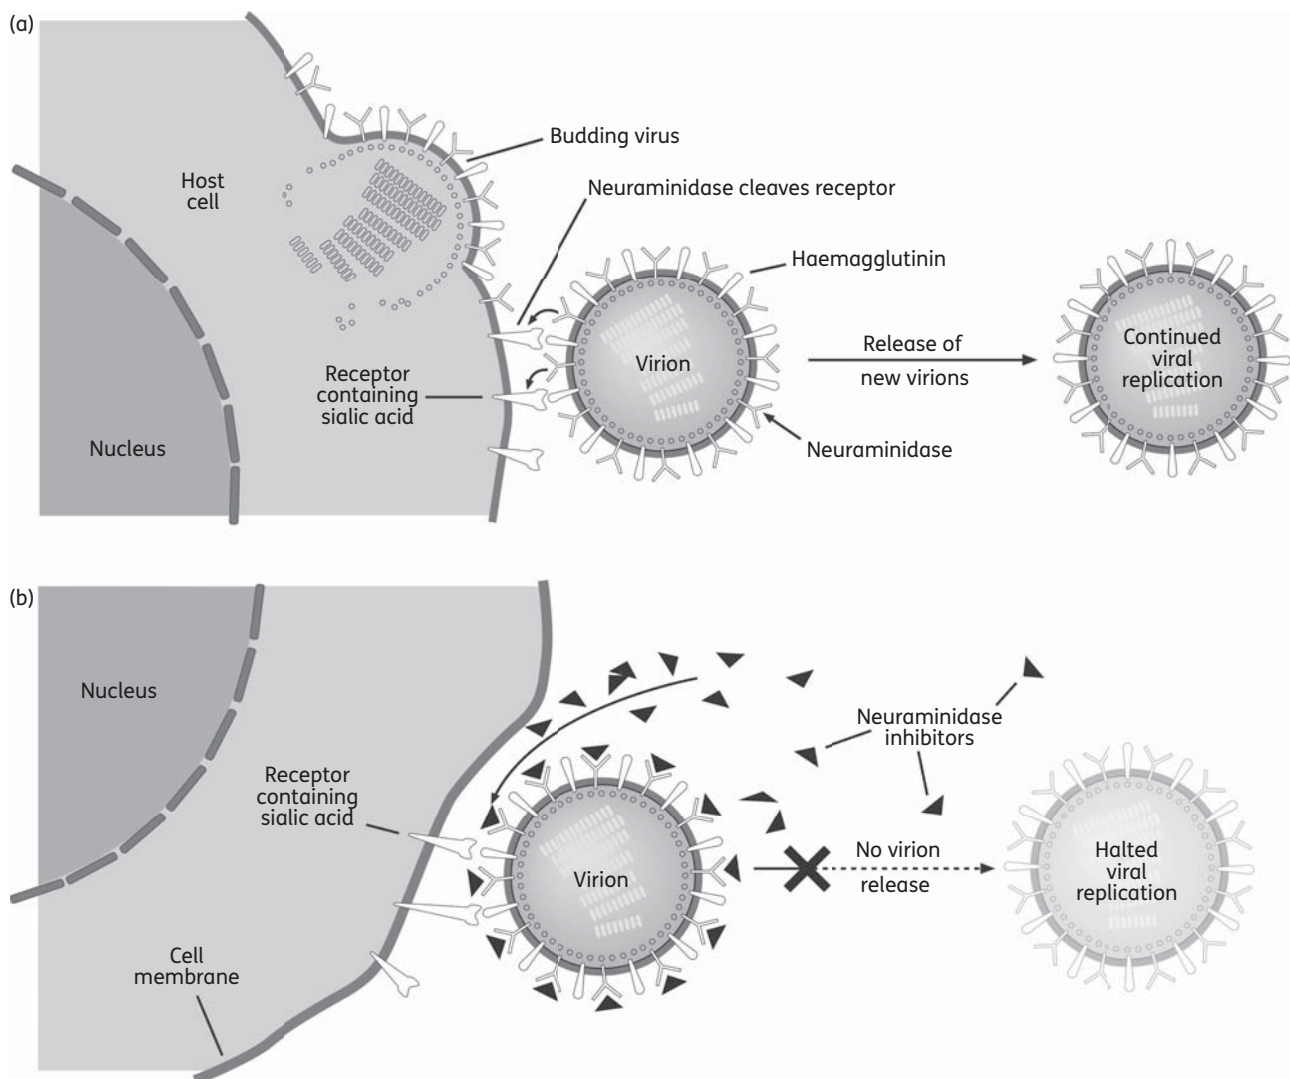 (a)
Budding virus
Neuraminidase cleaves receptor
Host
cell
Haemagglutinin
Release of
new virions
Virion
Continued
viral
replication
Receptor
containing
sialic acid
Nucleus
Neuraminidase
(b)
Nucleus
Neuraminidase
inhibitors
Receptor
containing
sialic acid
Virion
No virion
release
Halted
viral
replication
Cell
membrane